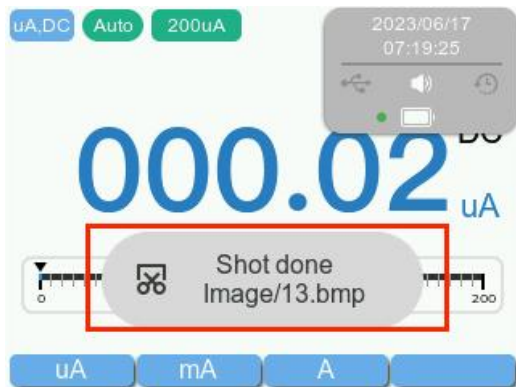 uA,DC Auto 200uA
2023/06/17
07:19:25
DC
000.02
uA
Shot done
Image/13.bmp
0 200
uA mA A